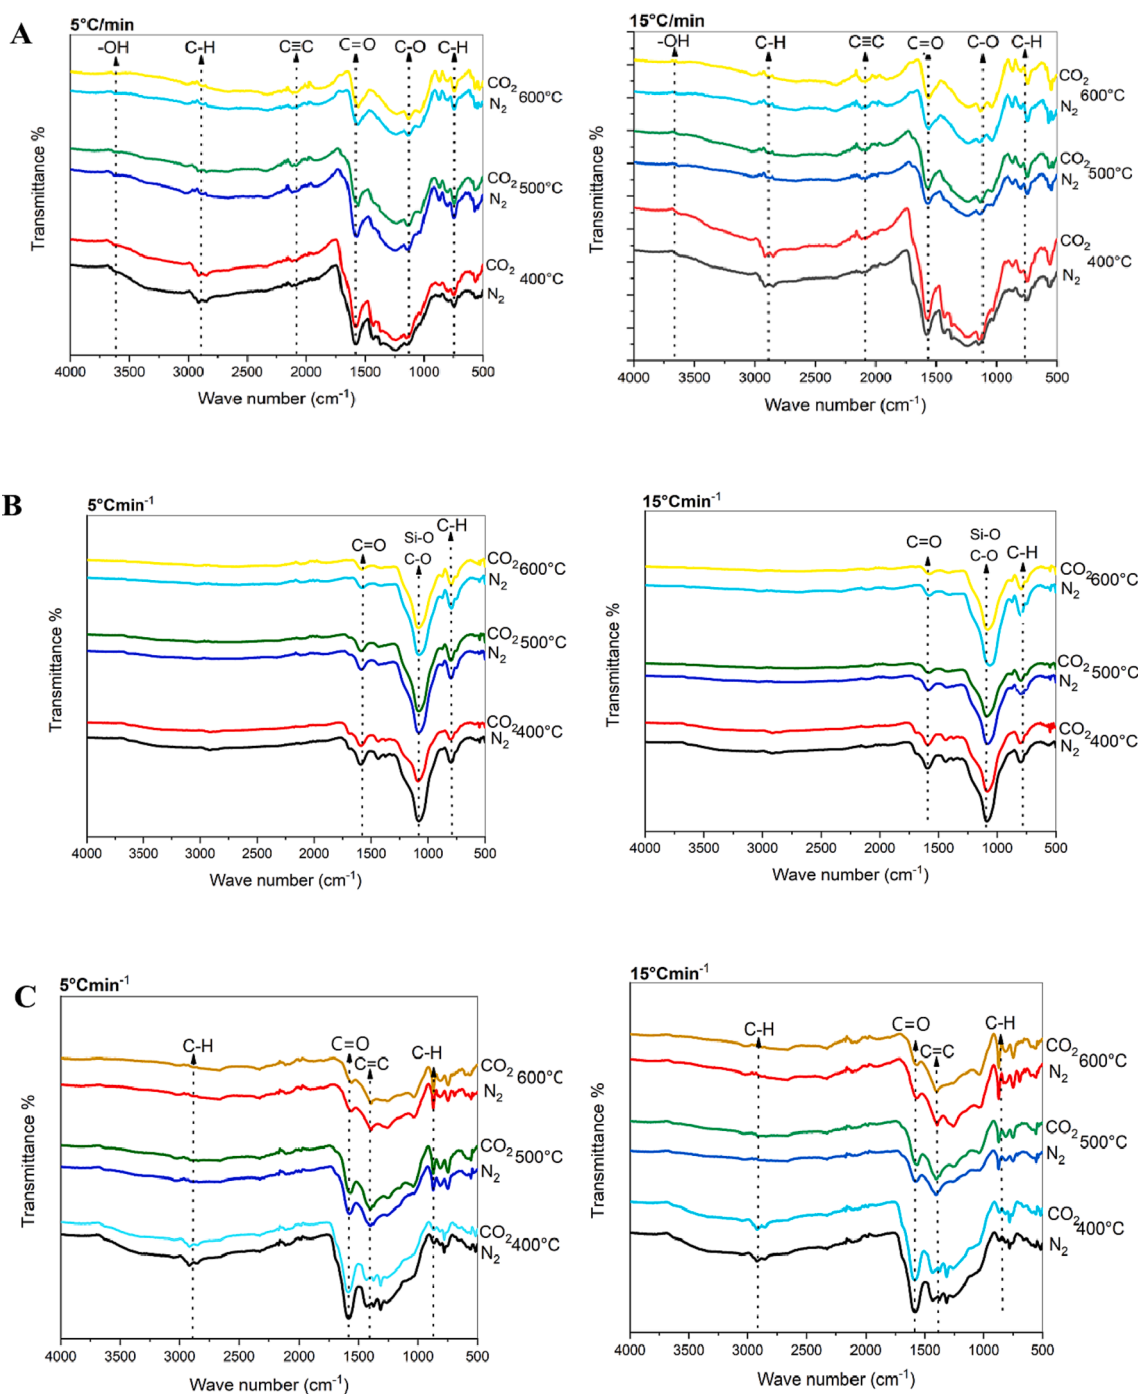 A
5°C/min
-OH
C-H
C≡C
C=O
C-O
C-H
CO₂
600°C
N₂
CO₂
500°C
N₂
CO₂
400°C
N₂
Transmittance %
4000 3500 3000 2500 2000 1500 1000 500
Wave number (cm⁻¹)
15°C/min
-OH
C-H
C≡C
C=O
C-O
C-H
CO₂
600°C
N₂
CO₂
500°C
N₂
CO₂
400°C
N₂
Transmittance %
4000 3500 3000 2500 2000 1500 1000 500
Wave number (cm⁻¹)
B
5°Cmin⁻¹
C=O
Si-O
C-O
C-H
CO₂
600°C
N₂
CO₂
500°C
N₂
CO₂
400°C
N₂
Transmittance %
4000 3500 3000 2500 2000 1500 1000 500
Wave number (cm⁻¹)
15°Cmin⁻¹
C=O
Si-O
C-O
C-H
CO₂
600°C
N₂
CO₂
500°C
N₂
CO₂
400°C
N₂
Transmittance %
4000 3500 3000 2500 2000 1500 1000 500
Wave number (cm⁻¹)
C
5°Cmin⁻¹
C-H
C=O
C=C
C-H
CO₂
600°C
N₂
CO₂
500°C
N₂
CO₂
400°C
N₂
Transmittance %
4000 3500 3000 2500 2000 1500 1000 500
Wave number (cm⁻¹)
15°Cmin⁻¹
C-H
C=O
C=C
C-H
CO₂
600°C
N₂
CO₂
500°C
N₂
CO₂
400°C
N₂
Transmittance %
4000 3500 3000 2500 2000 1500 1000 500
Wave number (cm⁻¹)